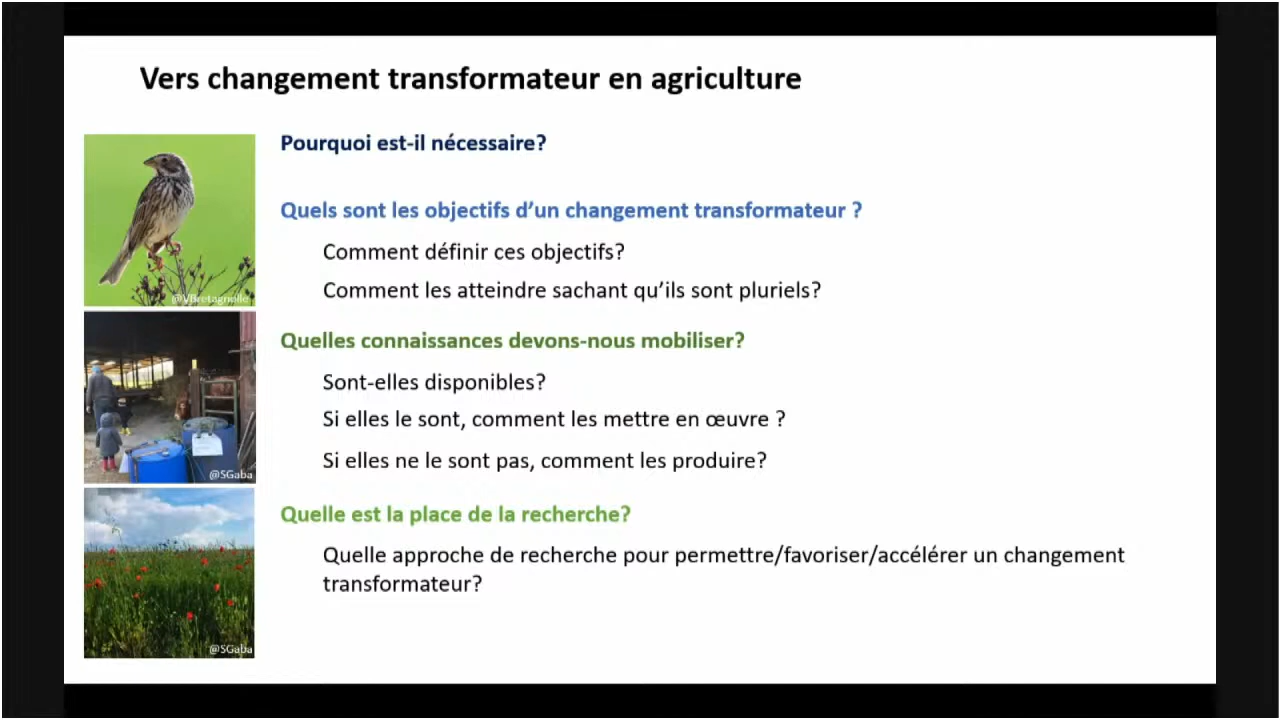 Vers changement transformateur en agriculture
Pourquoi est-il nécessaire?
Quels sont les objectifs d’un changement transformateur ?
Comment définir ces objectifs?
Comment les atteindre sachant qu’ils sont pluriels?
@VBretagnolle
Quelles connaissances devons-nous mobiliser?
Sont-elles disponibles?
Si elles le sont, comment les mettre en œuvre ?
Si elles ne le sont pas, comment les produire?
@SGaba
Quelle est la place de la recherche?
Quelle approche de recherche pour permettre/favoriser/accélérer un changement
transformateur?
@SGaba